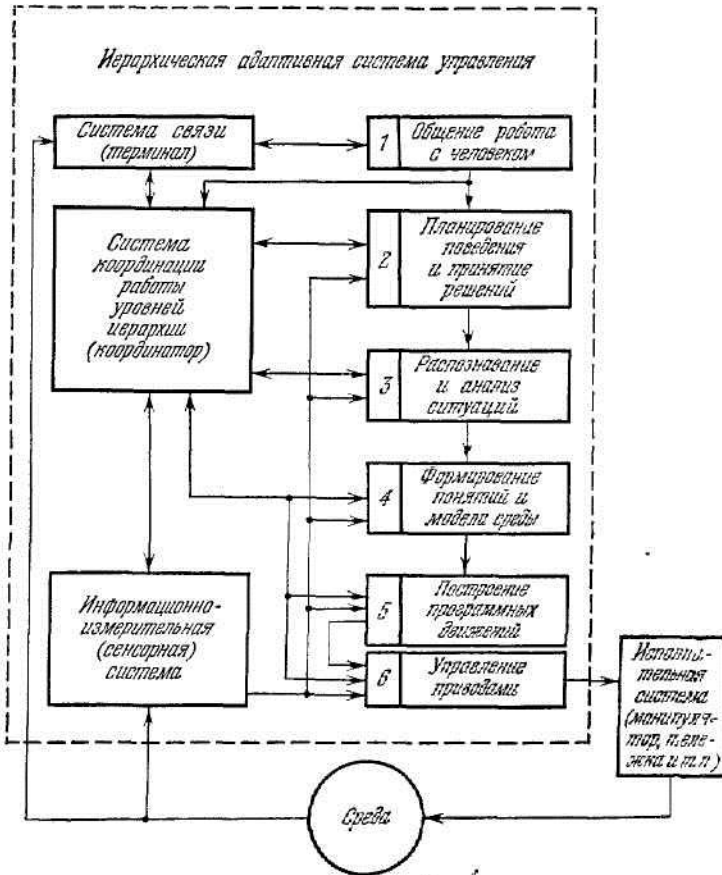 Иерархическая адаптивная система управления
Система связи
(терминал)
1
Общение робота
с человеком
Система
координации
работы
уровней
иерархии
(координатор)
2
Планирование
поведения
и принятие
решений
3
Распознавание
и анализ
ситуаций
4
Формирование
понятий и
модели среды
Информационно-
измерительная
(сенсорная)
система
5
Построение
программных
движений
6
Управление
приводами
Исполни-
тельная
система
(манипуля-
тор, теле-
жка и т.п)
Среда